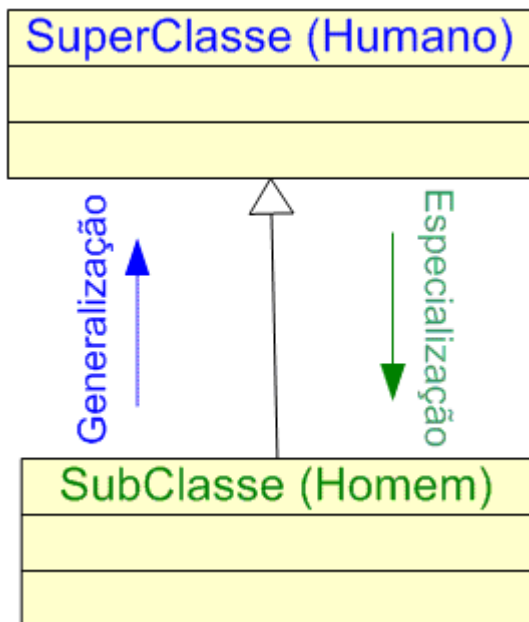 SuperClasse (Humano)
Generalização
Especialização
SubClasse (Homem)